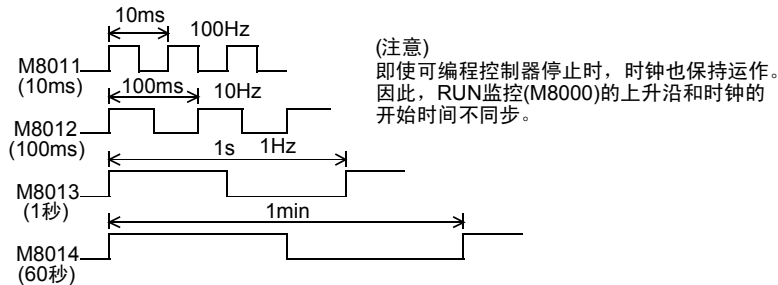 10ms
100Hz
M8011
(10ms)
100ms
10Hz
M8012
(100ms)
1s
1Hz
M8013
(1秒)
1min
M8014
(60秒)
(注意)
即使可编程控制器停止时，时钟也保持运作。
因此，RUN监控(M8000)的上升沿和时钟的
开始时间不同步。